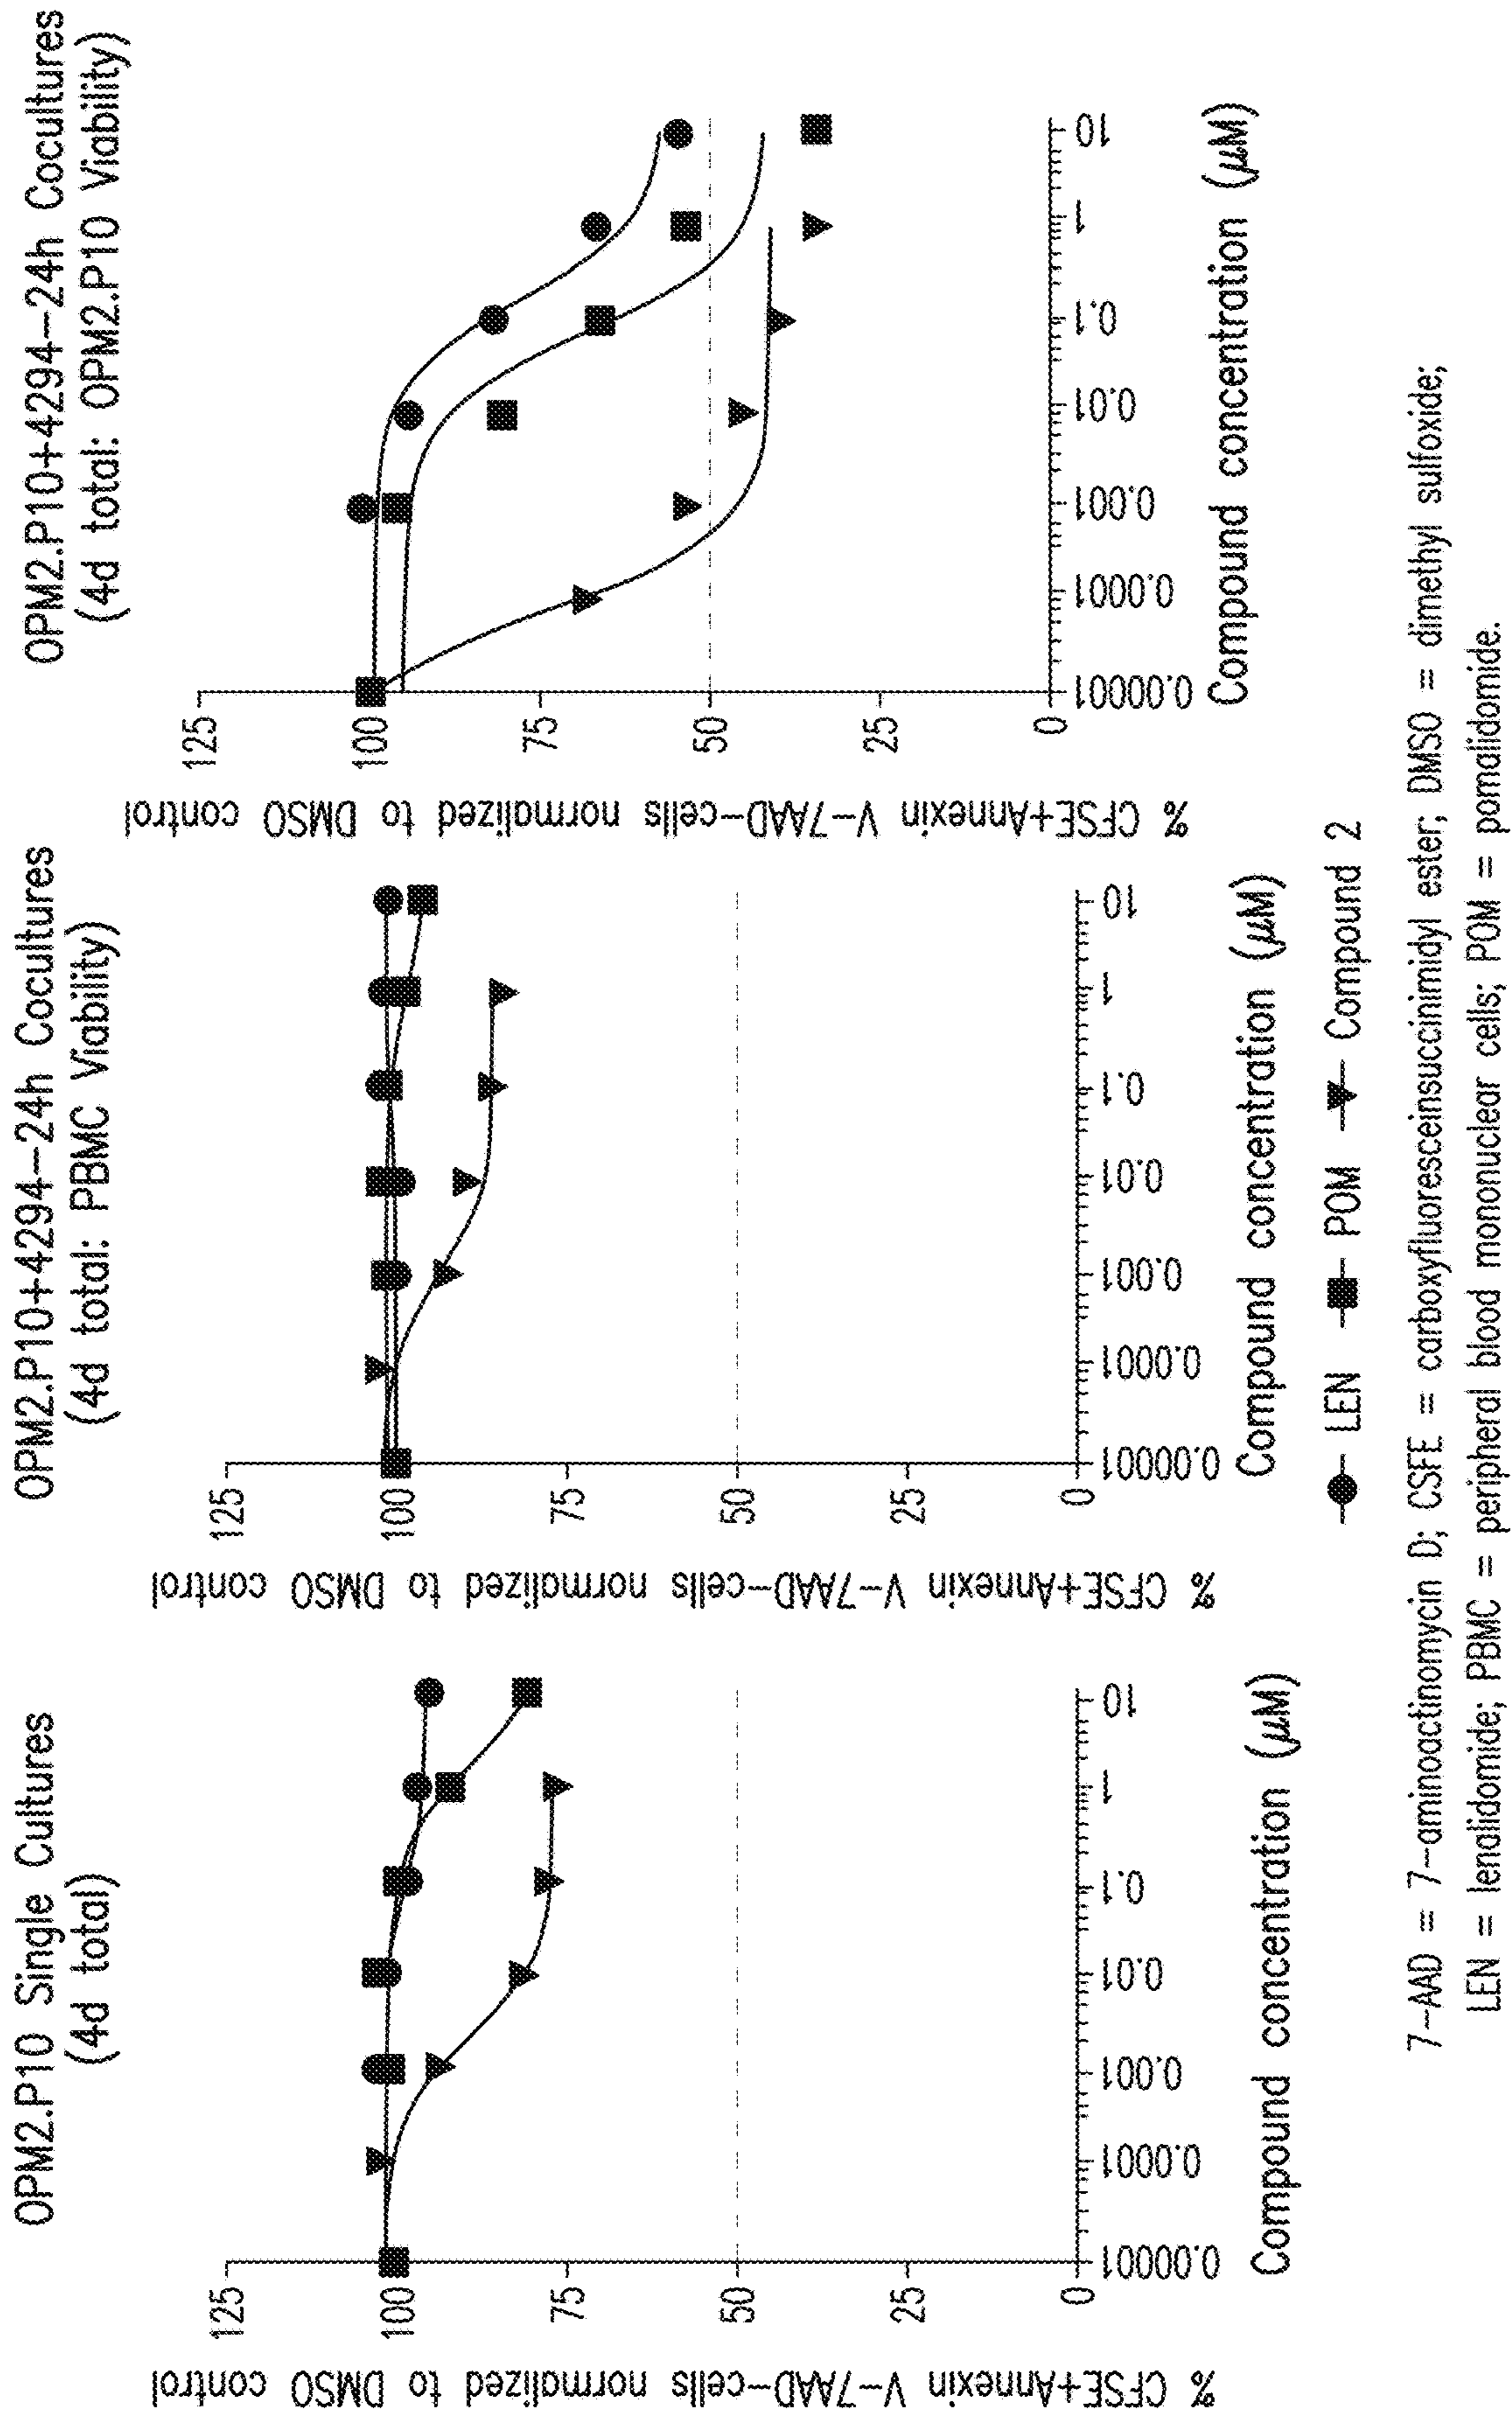 OPM2.P10 Single Cultures
(4d total)
% CFSE+Annexin V-7AAD-cells normalized to DMSO control
125
100
75
50
25
0
0.00001
0.0001
0.001
0.01
0.1
1
10
Compound concentration (μM)
OPM2.P10+4294-24h Cocultures
(4d total: PBMC Viability)
% CFSE+Annexin V-7AAD-cells normalized to DMSO control
125
100
75
50
25
0
0.00001
0.0001
0.001
0.01
0.1
1
10
Compound concentration (μM)
OPM2.P10+4294-24h Cocultures
(4d total: OPM2.P10 Viability)
% CFSE+Annexin V-7AAD-cells normalized to DMSO control
125
100
75
50
25
0
0.00001
0.0001
0.001
0.01
0.1
1
10
Compound concentration (μM)
LEN POM Compound 2
7-AAD = 7-aminoactinomycin D; CSFE = carboxyfluoresceinsuccinimidyl ester; DMSO = dimethyl sulfoxide;
LEN = lenalidomide; PBMC = peripheral blood mononuclear cells; POM = pomalidomide.